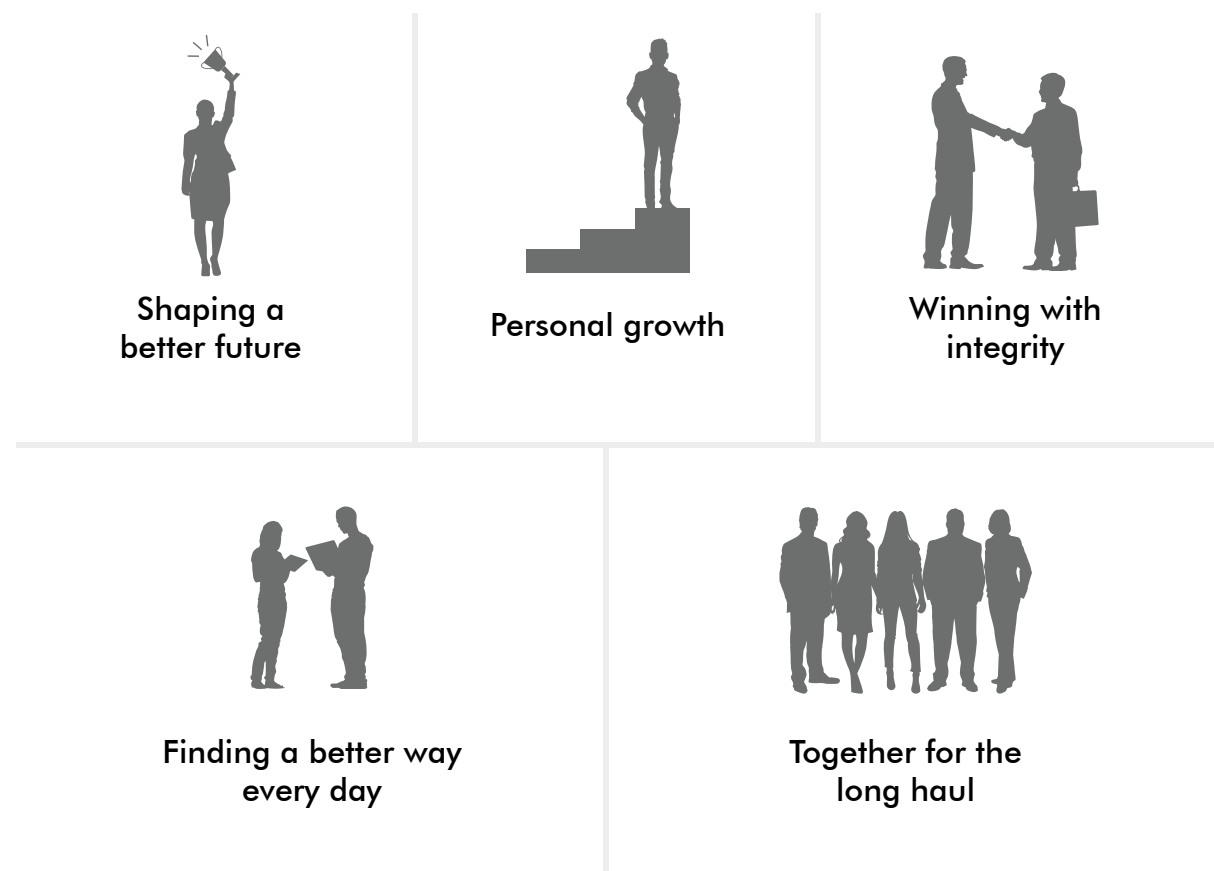 Shaping a
better future
Personal growth
Winning with
integrity
Finding a better way
every day
Together for the
long haul